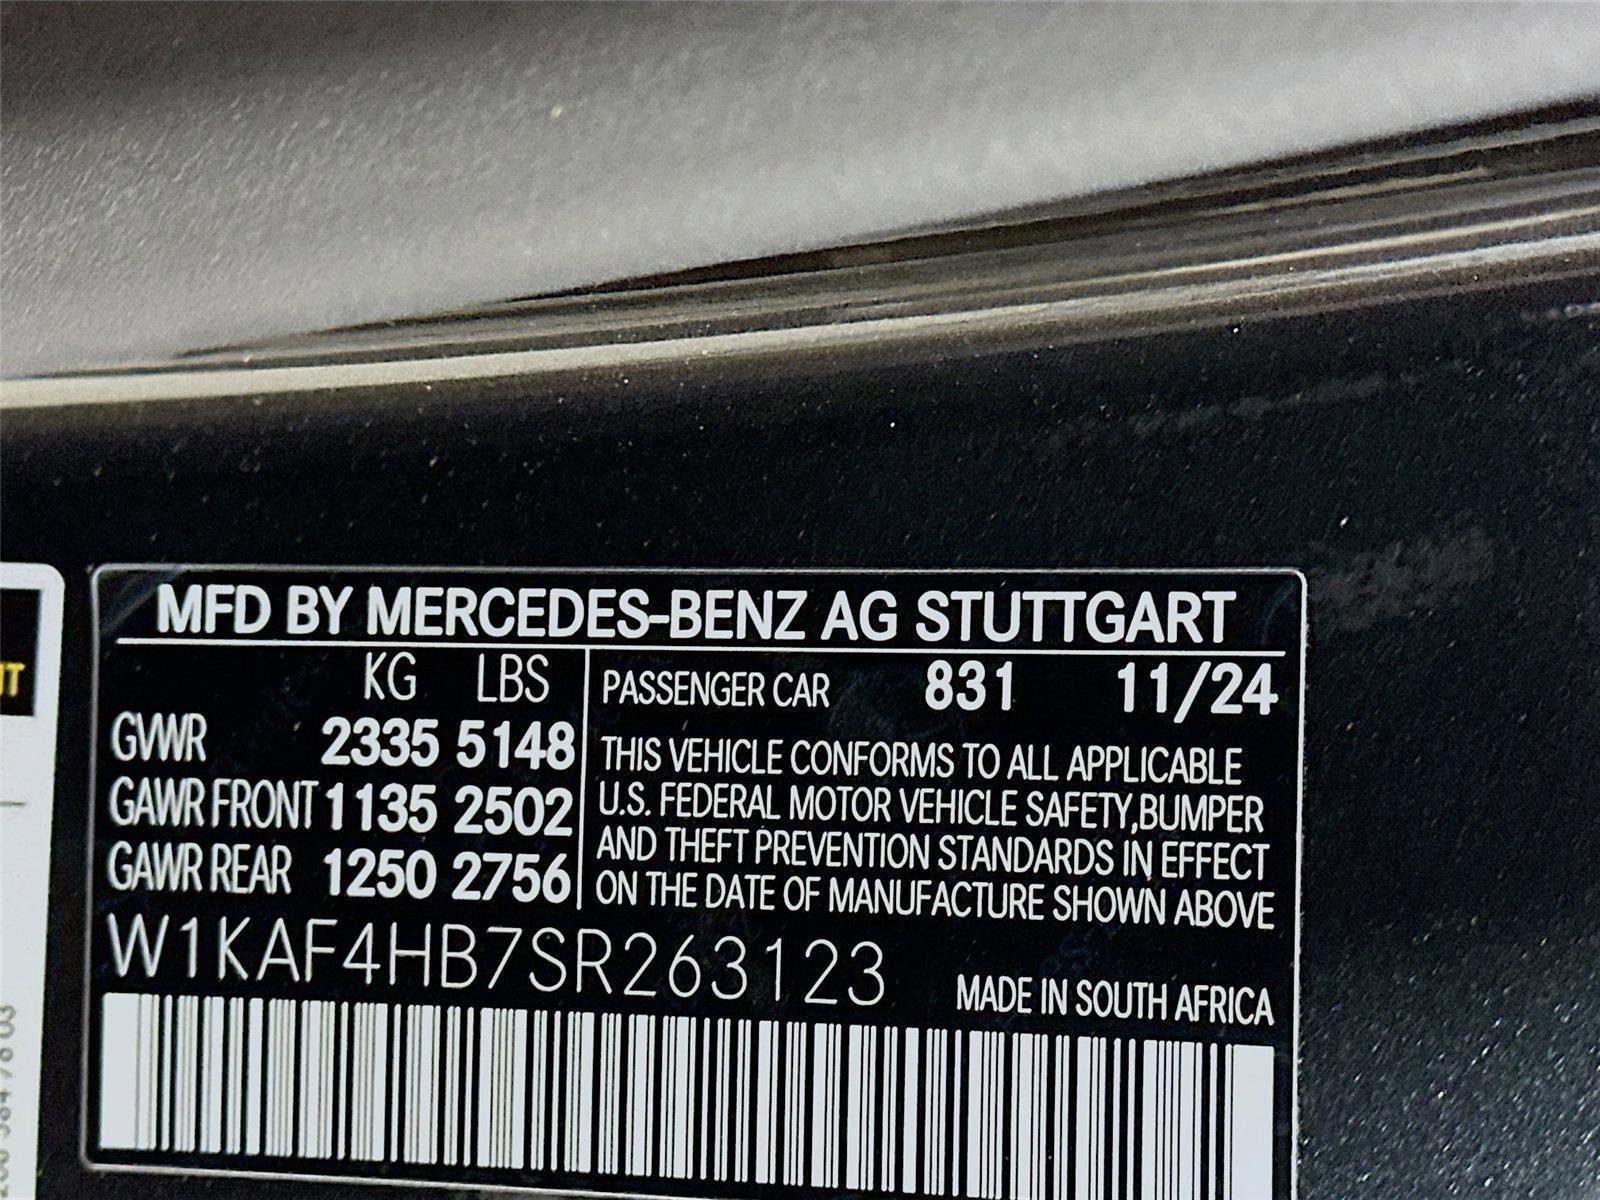 MFD BY MERCEDES-BENZ AG STUTTGART
KG LBS
GVWR 2335 5148
GAWR FRONT 1135 2502
GAWR REAR 1250 2756
PASSENGER CAR 831 11/24
THIS VEHICLE CONFORMS TO ALL APPLICABLE
U.S. FEDERAL MOTOR VEHICLE SAFETY,BUMPER
AND THEFT PREVENTION STANDARDS IN EFFECT
ON THE DATE OF MANUFACTURE SHOWN ABOVE
W1KAF4HB7SR263123
MADE IN SOUTH AFRICA